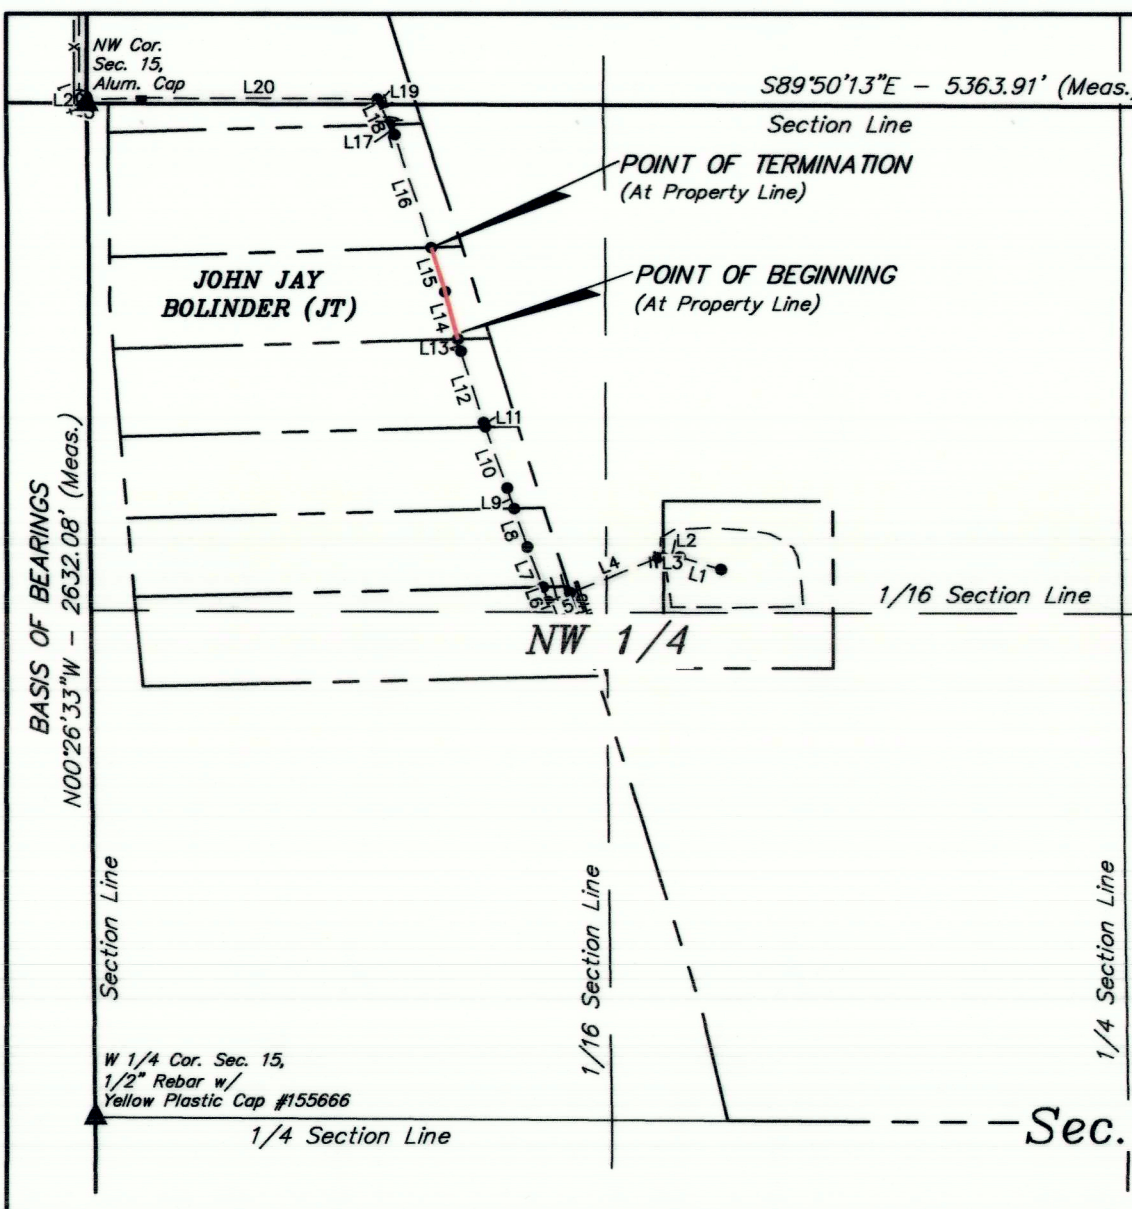 NW Cor.
Sec. 15,
Alum. Cap
L20
L19
S89°50'13"E - 5363.91' (Meas.)
Section Line
L18
L17
L16
POINT OF TERMINATION
(At Property Line)
JOHN JAY
BOLINDER (JT)
L15
POINT OF BEGINNING
(At Property Line)
L14
L13
L12
L11
L10
L9
L8
L7
L6
L4
L2
L3
L1
1/16 Section Line
NW 1/4
BASIS OF BEARINGS
N00°26'33"W - 2632.08' (Meas.)
Section Line
1/16 Section Line
1/4 Section Line
W 1/4 Cor. Sec. 15,
1/2" Rebar w/
Yellow Plastic Cap #155666
1/4 Section Line
Sec.